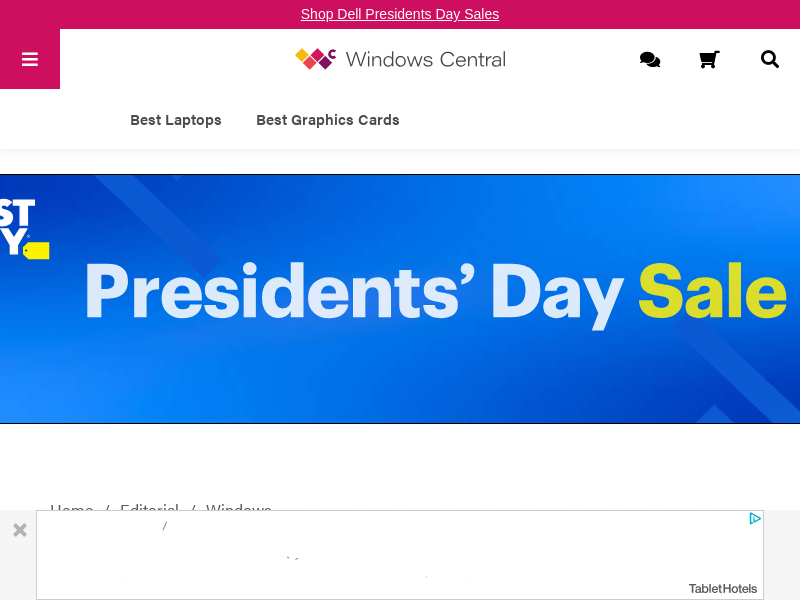 Shop Dell Presidents Day Sales
Windows Central
Best Laptops Best Graphics Cards
Presidents' Day Sale
Home / Editorial / Windows
TabletHotels